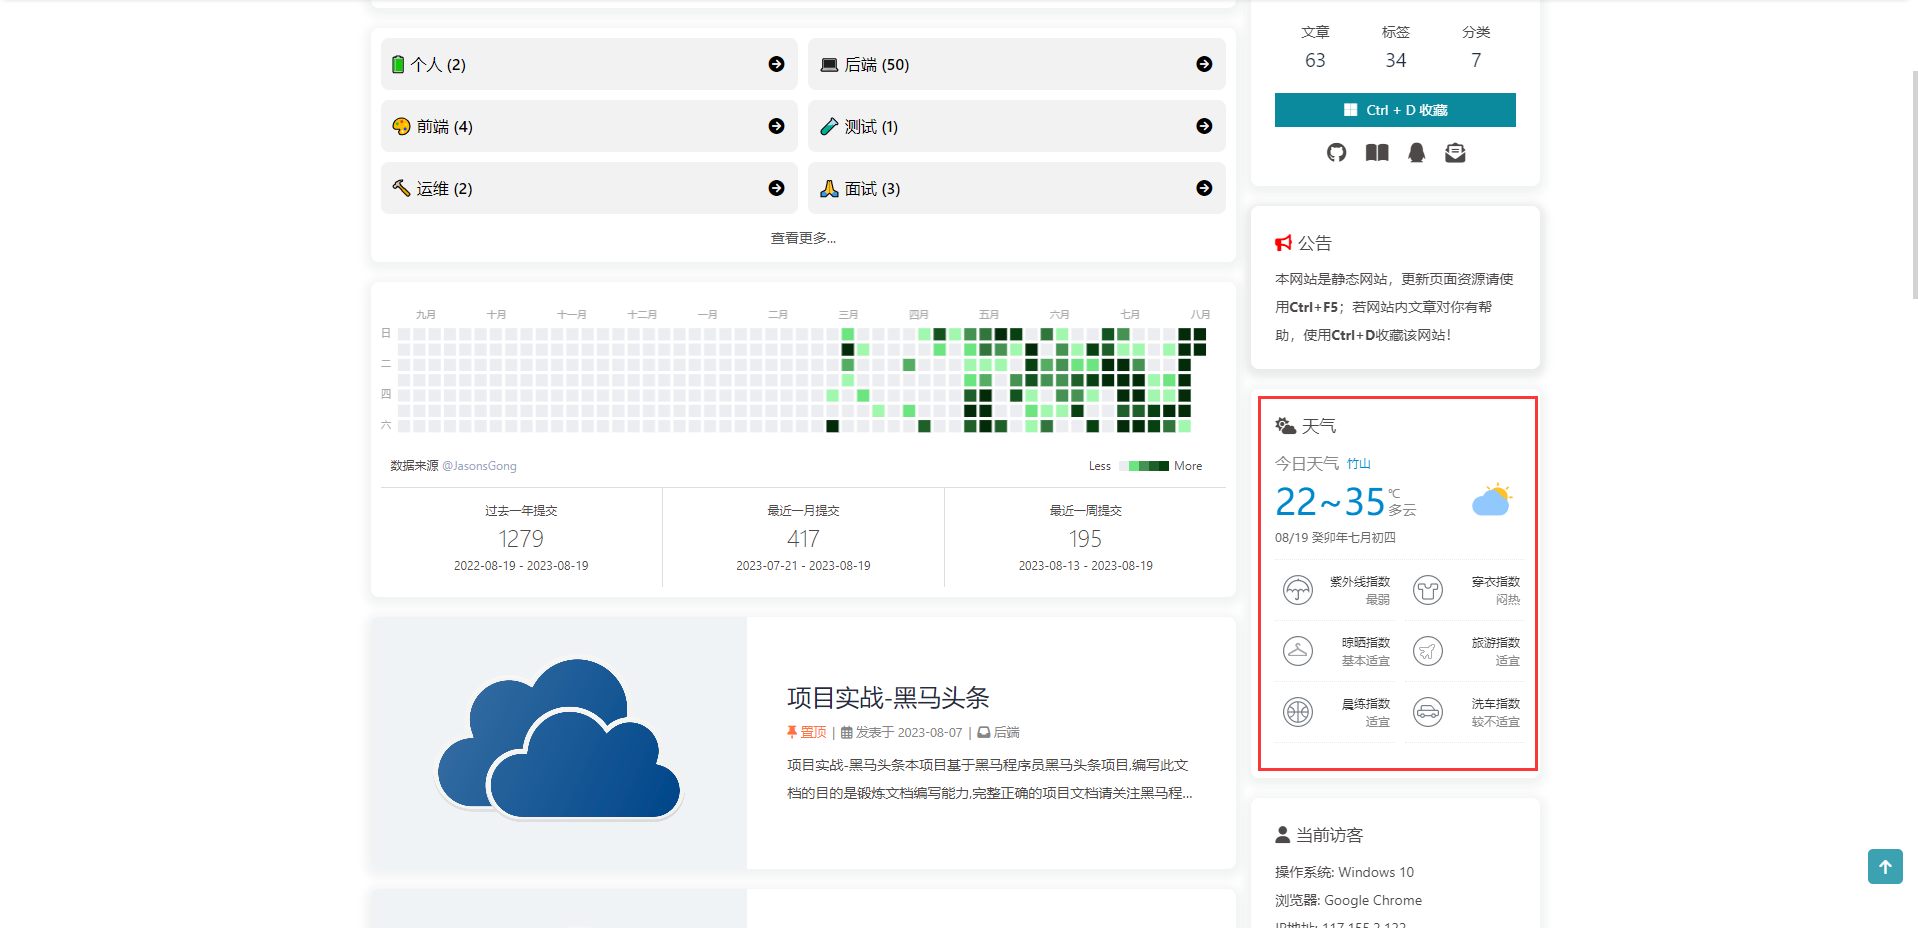 个人 (2)
后端 (50)
前端 (4)
测试 (1)
运维 (2)
面试 (3)
查看更多...
九月 十月 十一月 十二月 一月 二月 三月 四月 五月 六月 七月 八月
日
二
四
六
数据来源 @JasonsGong
Less More
过去一年提交
1279
2022-08-19 - 2023-08-19
最近一月提交
417
2023-07-21 - 2023-08-19
最近一周提交
195
2023-08-13 - 2023-08-19
项目实战-黑马头条
置顶 | 发表于 2023-08-07 | 后端
项目实战-黑马头条本项目基于黑马程序员黑马头条项目,编写此文
档的目的是锻炼文档编写能力,完整正确的项目文档请关注黑马程...
文章 标签 分类
63 34 7
Ctrl + D 收藏
公告
本网站是静态网站，更新页面资源请使
用Ctrl+F5；若网站内文章对你有帮
助，使用Ctrl+D收藏该网站!
天气
今日天气 竹山
22~35℃
多云
08/19 癸卯年七月初四
紫外线指数
最弱
穿衣指数
闷热
晾晒指数
基本适宜
旅游指数
适宜
晨练指数
适宜
洗车指数
较不适宜
当前访客
操作系统: Windows 10
浏览器: Google Chrome
IP地址: 117.155.2.122